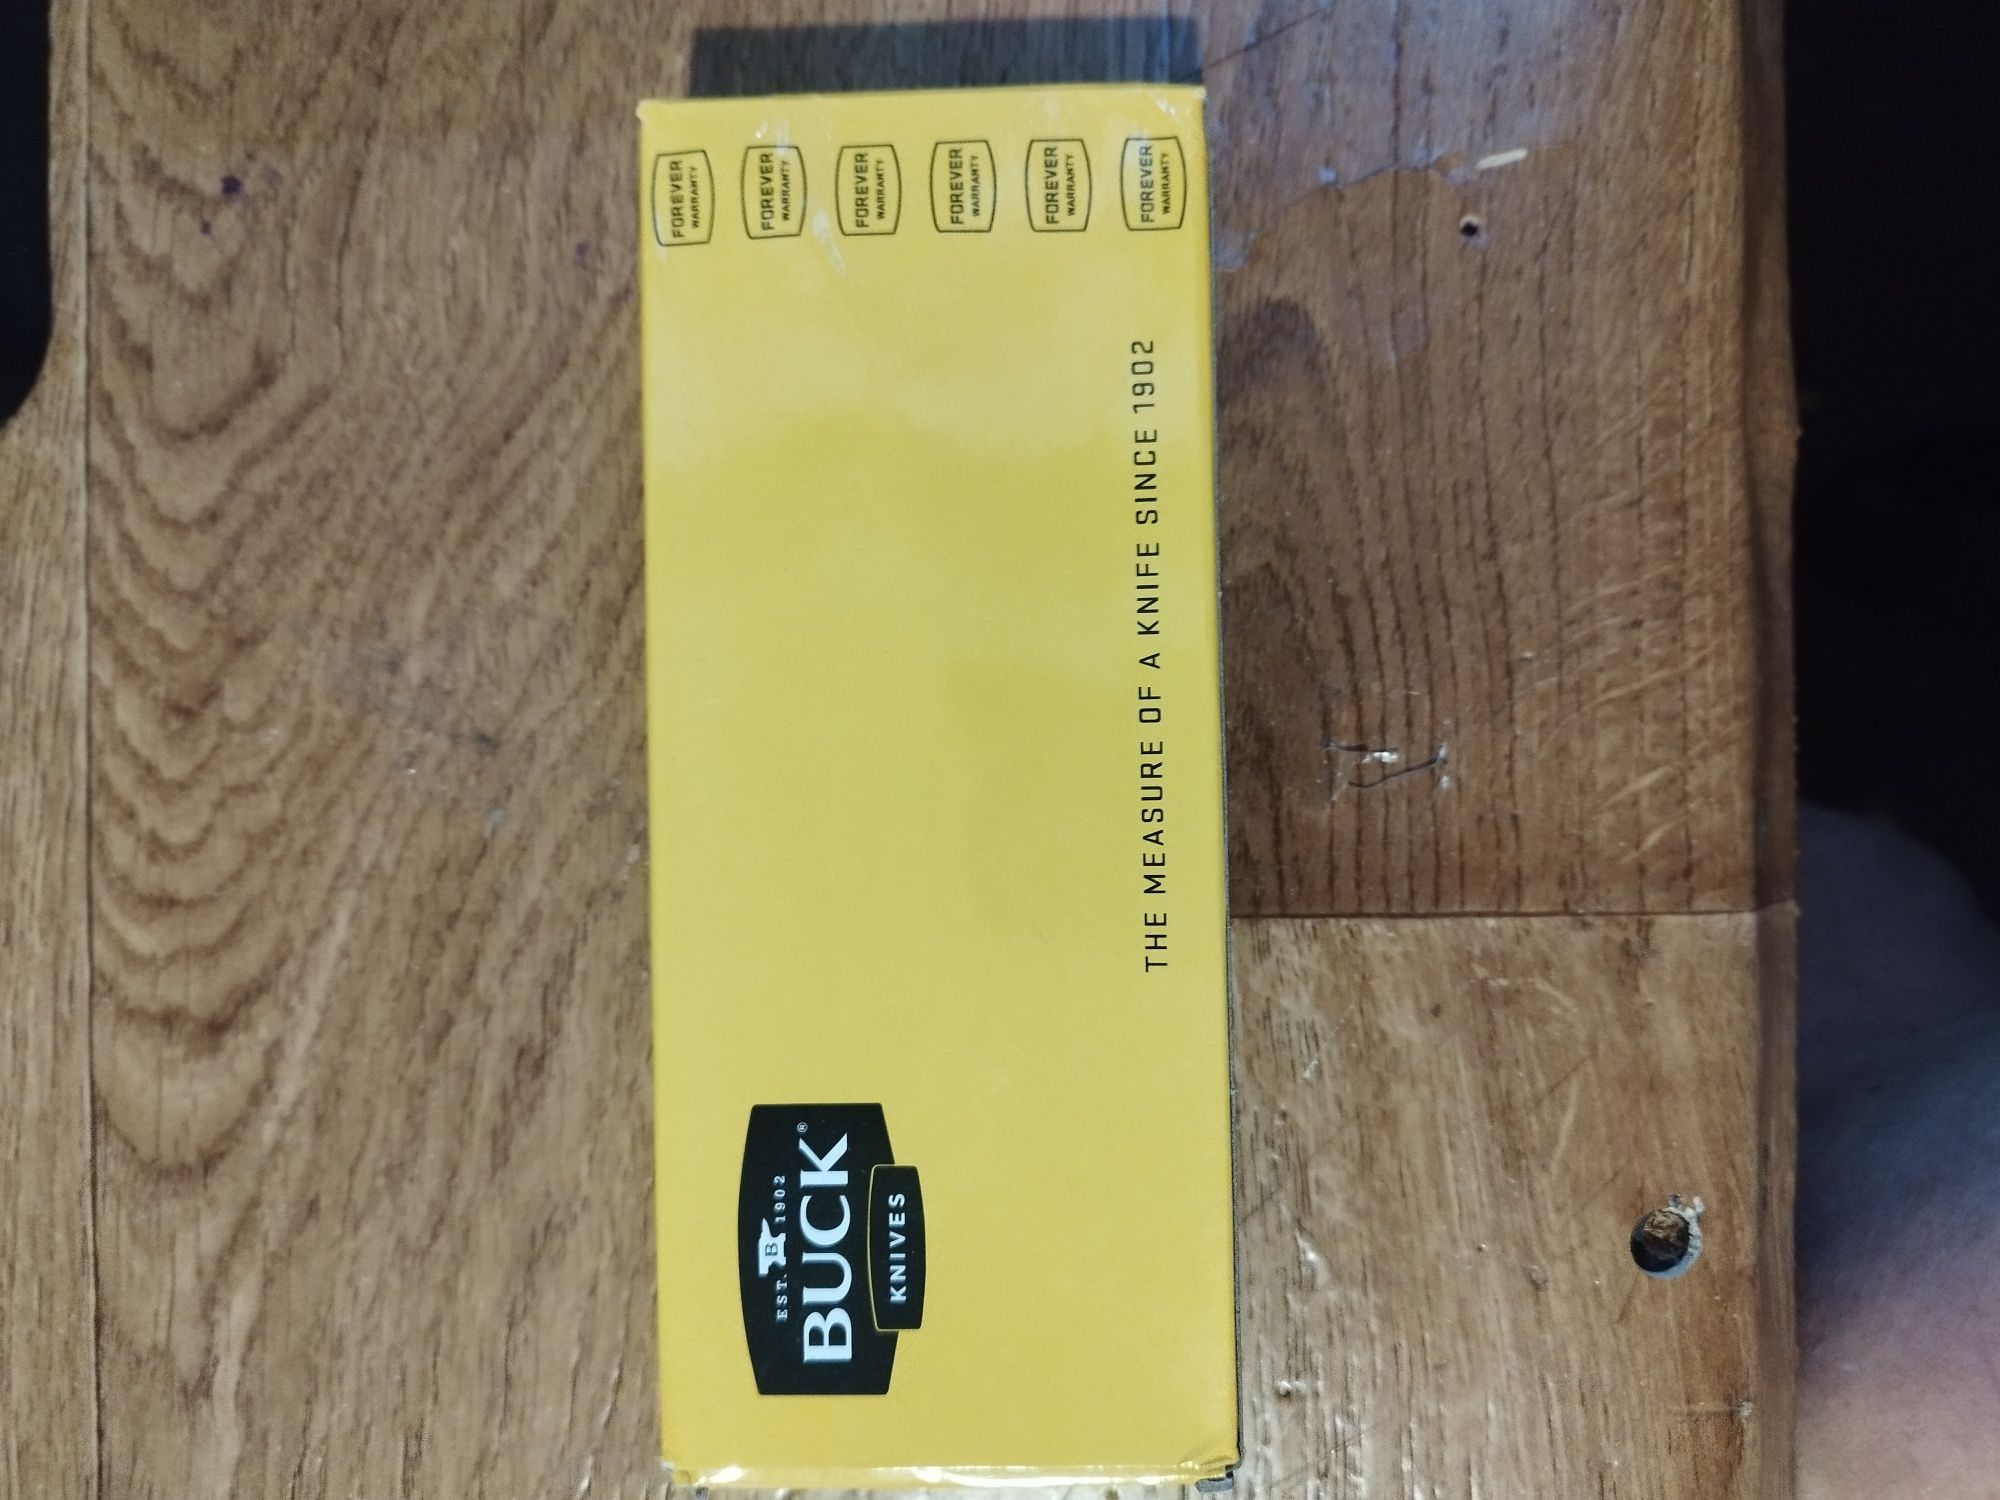 EST. B 1902
BUCK®
KNIVES
THE MEASURE OF A KNIFE SINCE 1902
FOREVER
WARRANTY
FOREVER
WARRANTY
FOREVER
WARRANTY
FOREVER
WARRANTY
FOREVER
WARRANTY
FOREVER
WARRANTY